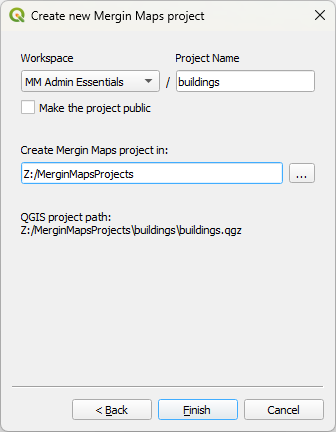 Create new Mergin Maps project
Workspace Project Name
MM Admin Essentials / buildings
Make the project public
Create Mergin Maps project in:
Z:/MerginMapsProjects ...
QGIS project path:
Z:/MerginMapsProjects\buildings\buildings.qgz
< Back Finish Cancel